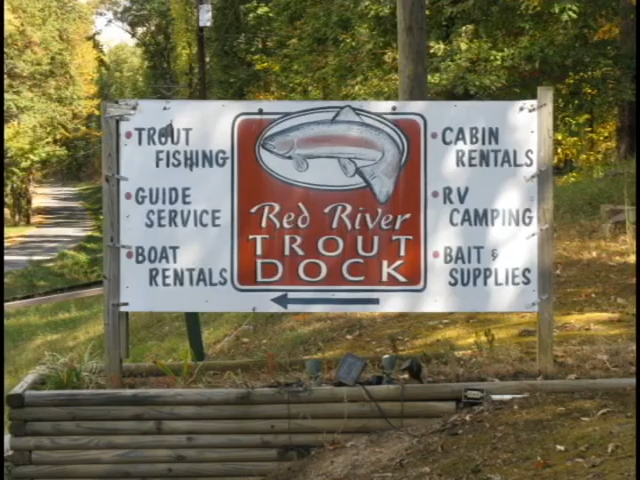 • TROUT
FISHING
• GUIDE
SERVICE
• BOAT
RENTALS
Red River
TROUT
DOCK
• CABIN
RENTALS
• RV
CAMPING
• BAIT &
SUPPLIES